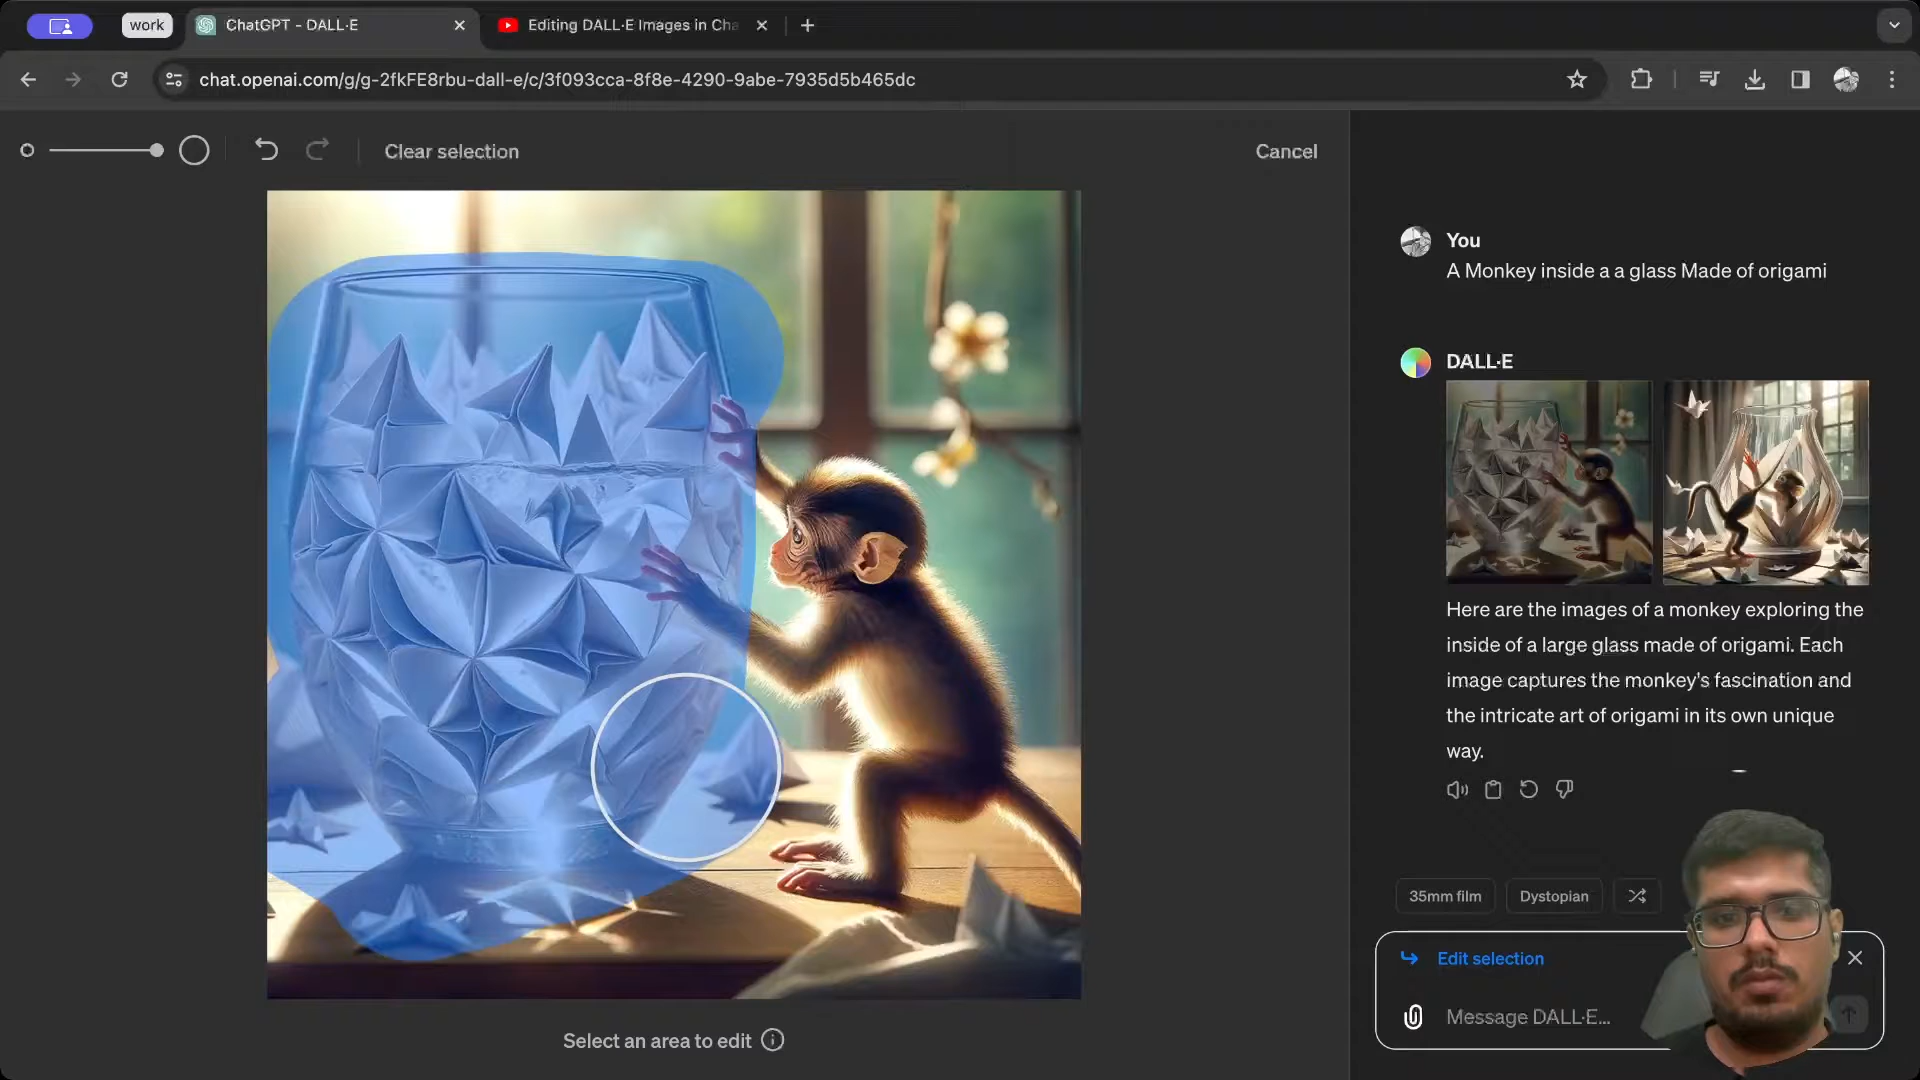 work
ChatGPT - DALL·E
Editing DALL·E Images in Cha
chat.openai.com/g/g-2fkFE8rbu-dall-e/c/3f093cca-8f8e-4290-9abe-7935d5b465dc
Clear selection
Cancel
You
A Monkey inside a a glass Made of origami
DALL·E
Here are the images of a monkey exploring the
inside of a large glass made of origami. Each
image captures the monkey's fascination and
the intricate art of origami in its own unique
way.
35mm film
Dystopian
Edit selection
Message DALL·E...
Select an area to edit